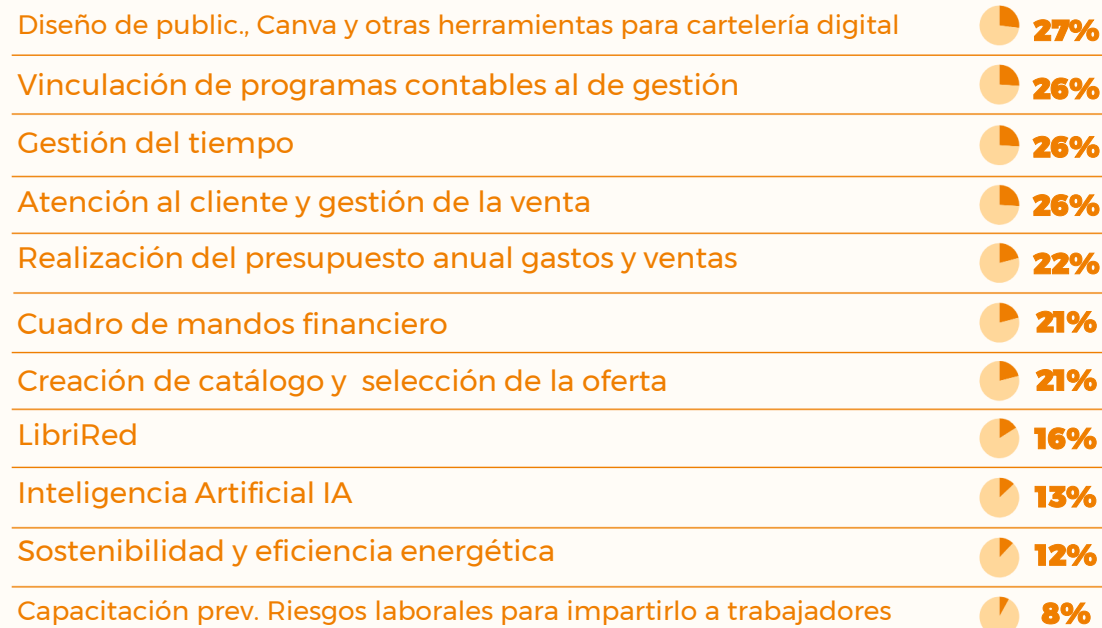 Diseño de public., Canva y otras herramientas para cartelería digital 27%
Vinculación de programas contables al de gestión 26%
Gestión del tiempo 26%
Atención al cliente y gestión de la venta 26%
Realización del presupuesto anual gastos y ventas 22%
Cuadro de mandos financiero 21%
Creación de catálogo y selección de la oferta 21%
LibriRed 16%
Inteligencia Artificial IA 13%
Sostenibilidad y eficiencia energética 12%
Capacitación prev. Riesgos laborales para impartirlo a trabajadores 8%